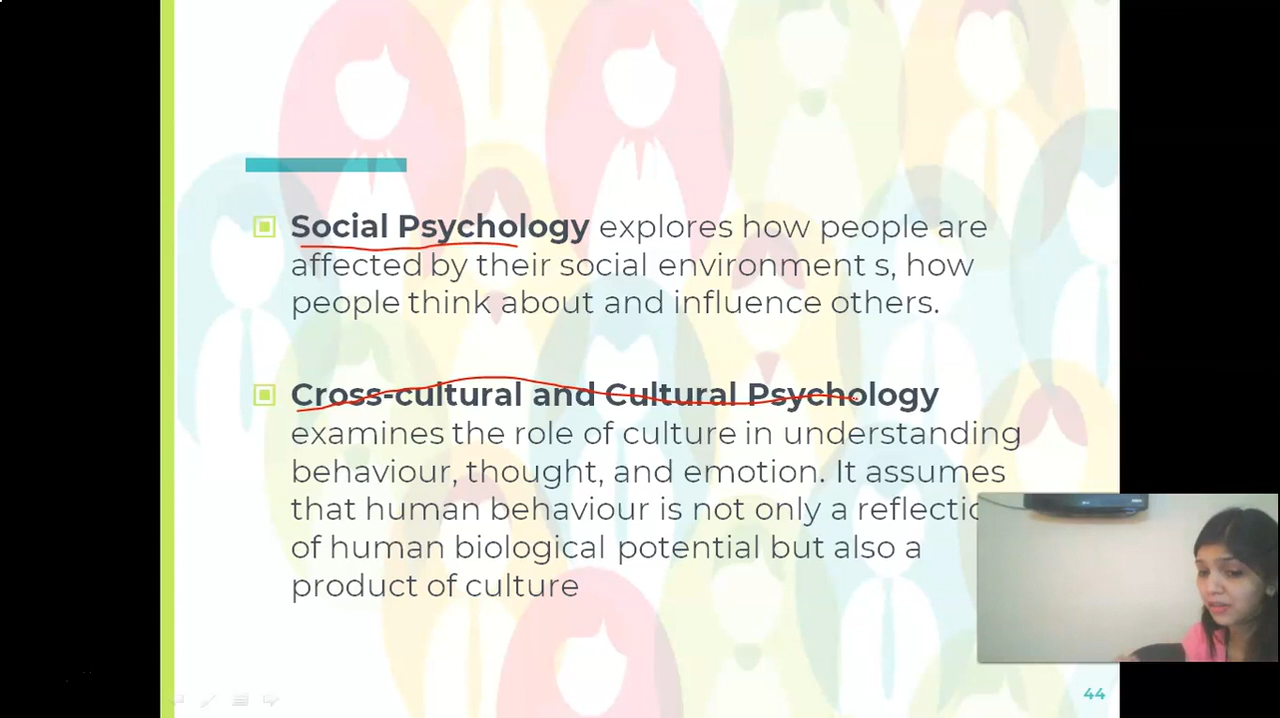 Social Psychology explores how people are
affected by their social environment s, how
people think about and influence others.
Cross-cultural and Cultural Psychology
examines the role of culture in understanding
behaviour, thought, and emotion. It assumes
that human behaviour is not only a
of human biological potential but also a
product of culture
44